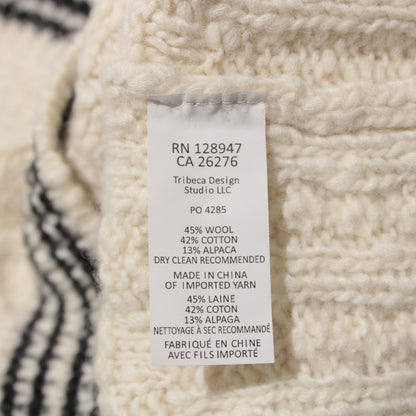 RN 128947
CA 26276
Tribeca Design
Studio LLC
PO 4285
45% WOOL
42% COTTON
13% ALPACA
DRY CLEAN RECOMMENDED
MADE IN CHINA
OF IMPORTED YARN
45% LAINE
42% COTON
13% ALPAGA
NETTOYAGE À SEC RECOMMANDÉ
FABRIQUÉ EN CHINE
AVEC FILS IMPORTÉ